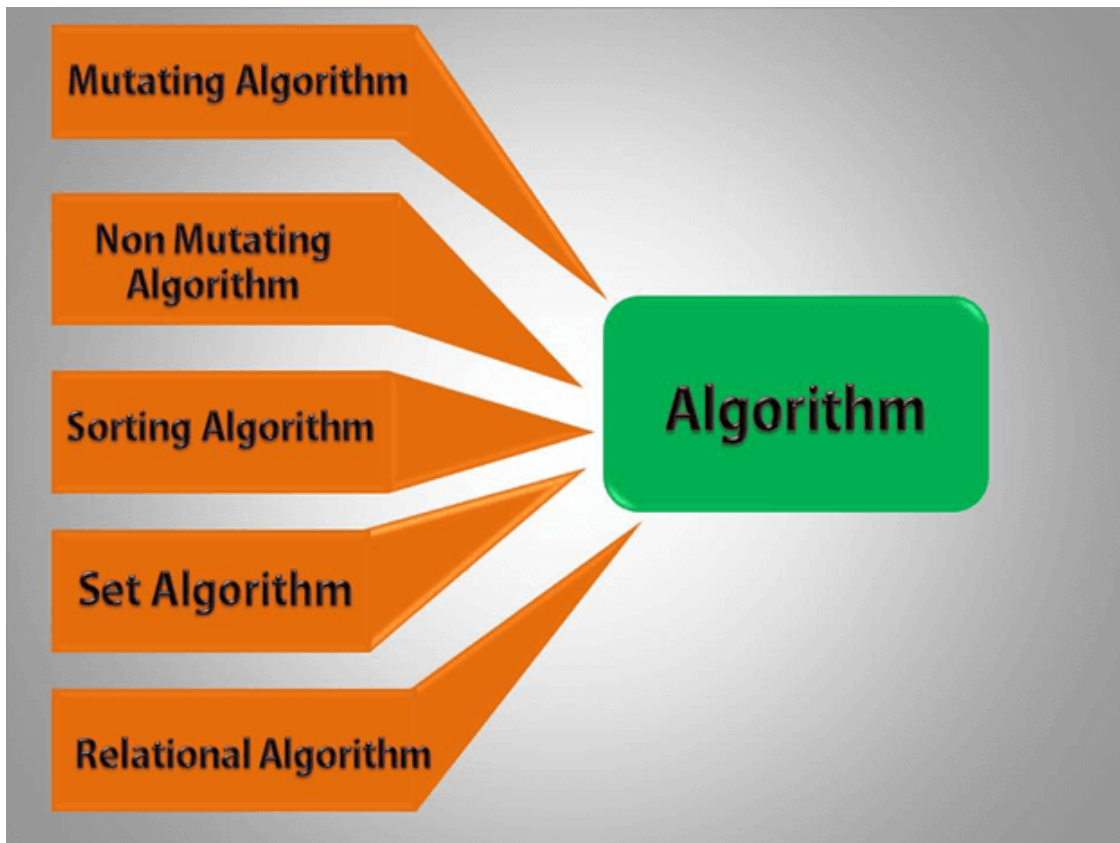 Mutating Algorithm
Non Mutating
Algorithm
Sorting Algorithm
Set Algorithm
Relational Algorithm
Algorithm